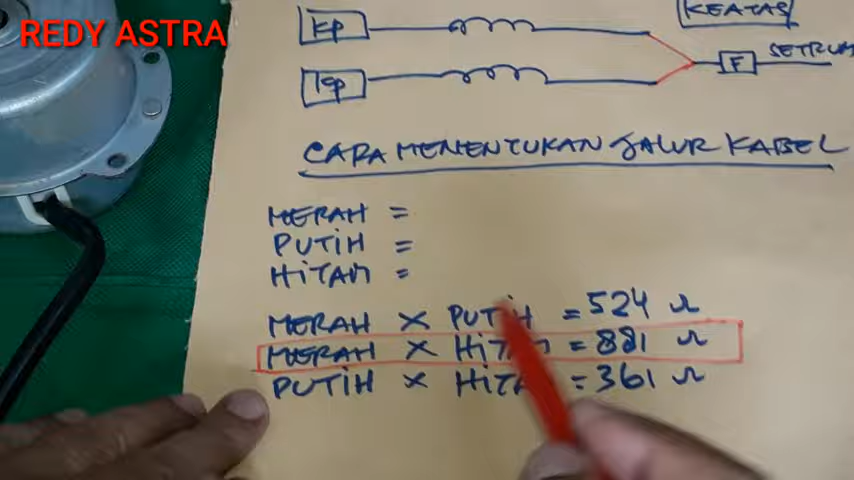 REDY ASTRA
KEATAS
KP
F
SETRUM
CARA MENENTUKAN JALUR KABEL
MERAH =
PUTIH =
HITAM =
MERAH X PUTIH = 524 Ω
MERAH X HITAM = 881 Ω
PUTIH X HITAM = 361 Ω